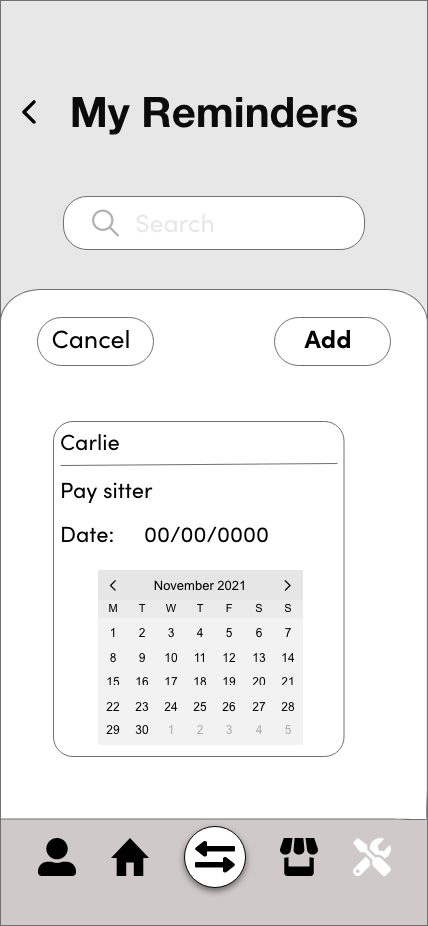 My Reminders
Search
Cancel
Add
Carlie
Pay sitter
Date: 00/00/0000
November 2021
M T W T F S S
1 2 3 4 5 6 7
8 9 10 11 12 13 14
15 16 17 18 19 20 21
22 23 24 25 26 27 28
29 30 1 2 3 4 5